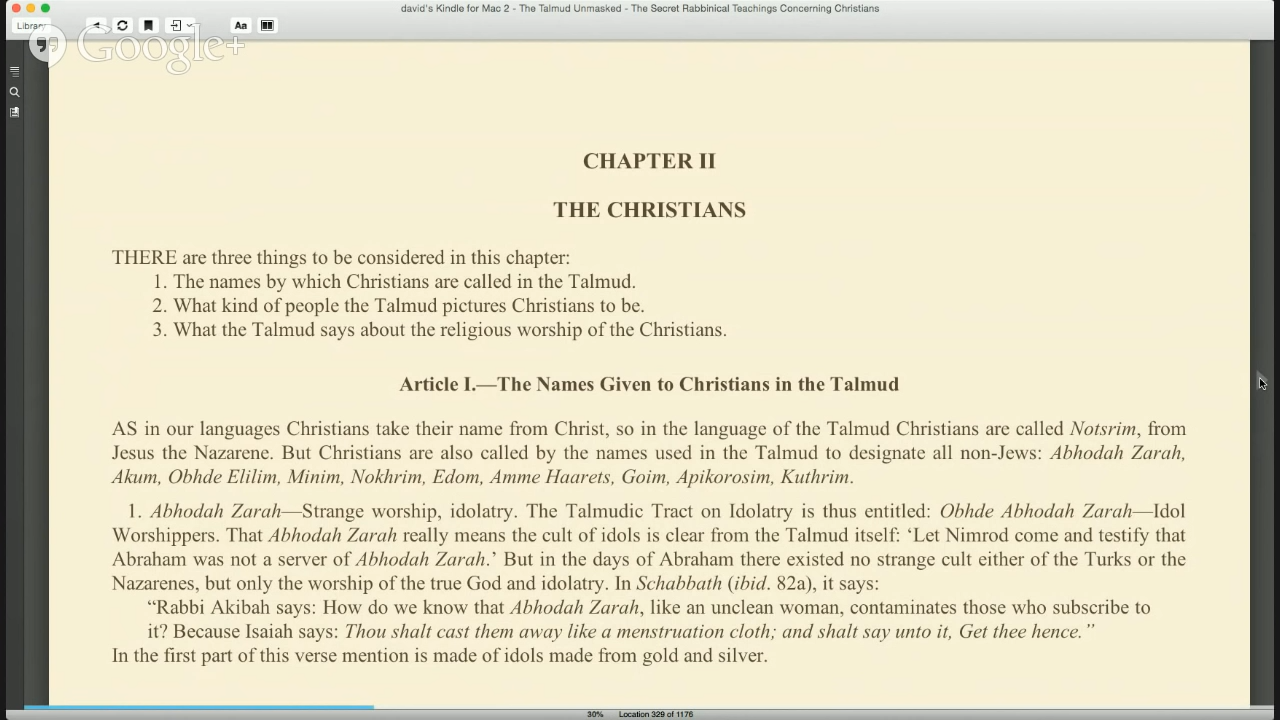 david's Kindle for Mac 2 - The Talmud Unmasked - The Secret Rabbinical Teachings Concerning Christians
Library
Aa
Google+
CHAPTER II
THE CHRISTIANS
THERE are three things to be considered in this chapter:
1. The names by which Christians are called in the Talmud.
2. What kind of people the Talmud pictures Christians to be.
3. What the Talmud says about the religious worship of the Christians.
Article I.—The Names Given to Christians in the Talmud
AS in our languages Christians take their name from Christ, so in the language of the Talmud Christians are called Notsrim, from
Jesus the Nazarene. But Christians are also called by the names used in the Talmud to designate all non-Jews: Abhodah Zarah,
Akum, Obhde Elilim, Minim, Nokhrim, Edom, Amme Haarets, Goim, Apikorosim, Kuthrim.
1. Abhodah Zarah—Strange worship, idolatry. The Talmudic Tract on Idolatry is thus entitled: Obhde Abhodah Zarah—Idol
Worshippers. That Abhodah Zarah really means the cult of idols is clear from the Talmud itself: ‘Let Nimrod come and testify that
Abraham was not a server of Abhodah Zarah.’ But in the days of Abraham there existed no strange cult either of the Turks or the
Nazarenes, but only the worship of the true God and idolatry. In Schabbath (ibid. 82a), it says:
“Rabbi Akibah says: How do we know that Abhodah Zarah, like an unclean woman, contaminates those who subscribe to
it? Because Isaiah says: Thou shalt cast them away like a menstruation cloth; and shalt say unto it, Get thee hence.”
In the first part of this verse mention is made of idols made from gold and silver.
30% Location 329 of 1176